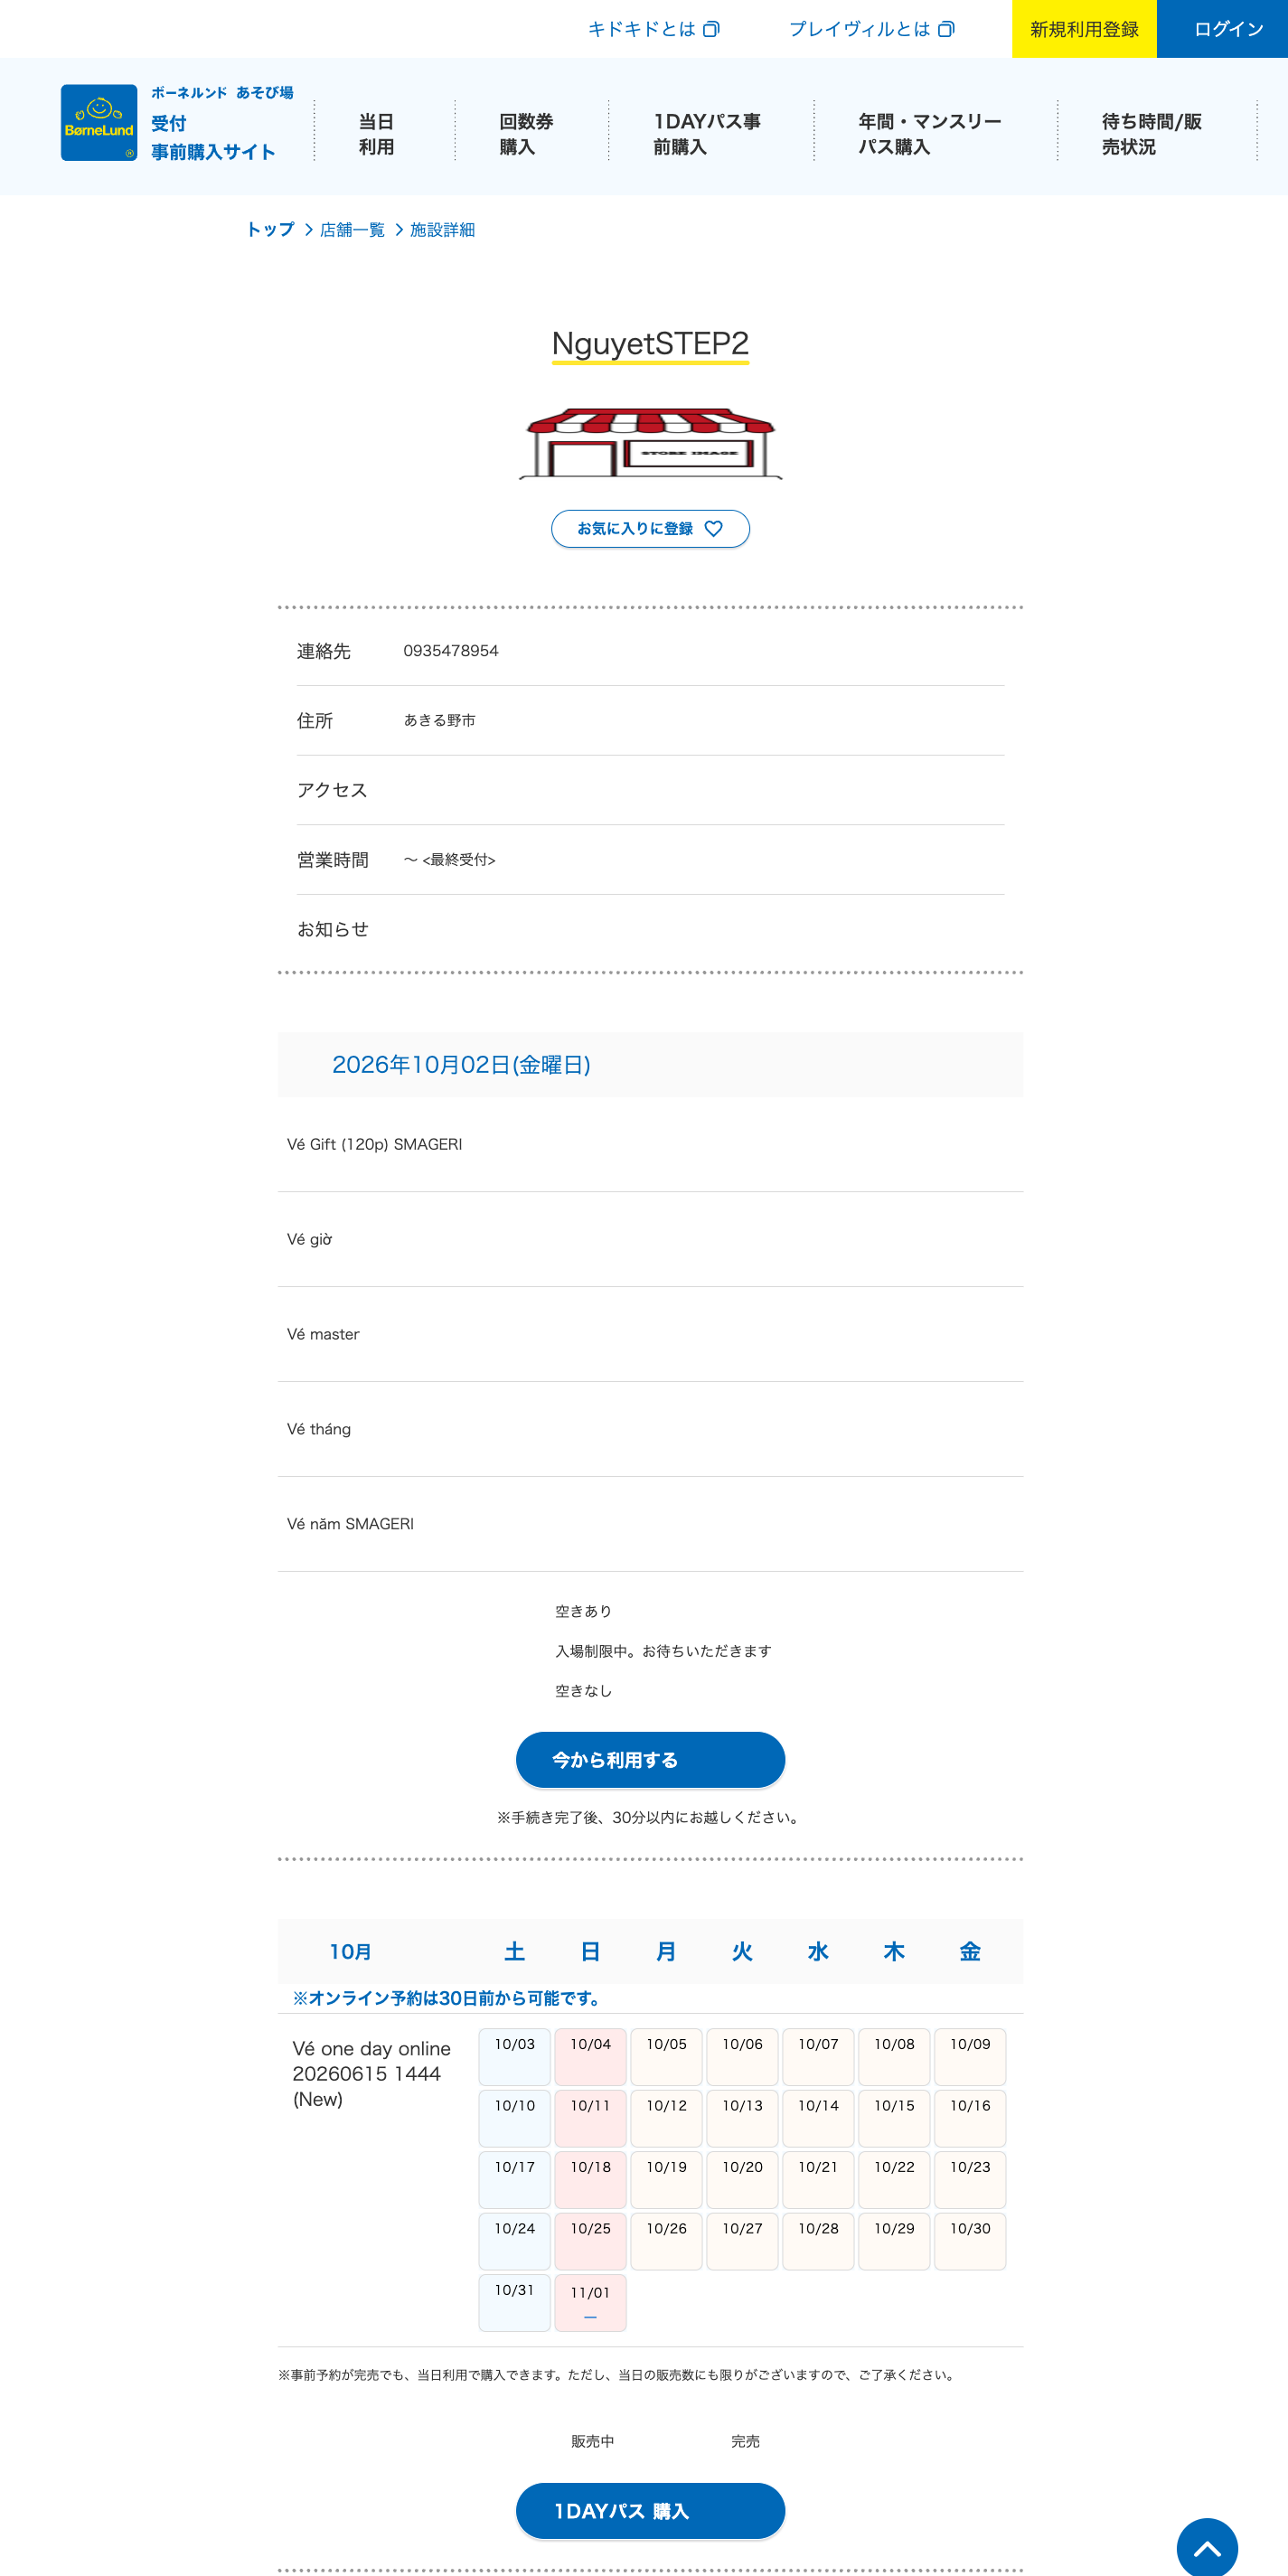 キドキドとは
プレイヴィルとは
新規利用登録
ログイン
BørneLund
®
ボーネルンド あそび場
受付
事前購入サイト
当日
利用
回数券
購入
1DAYパス事
前購入
年間・マンスリー
パス購入
待ち時間/販
売状況
トップ
店舗一覧
施設詳細
NguyetSTEP2
STORE IMAGE
お気に入りに登録
連絡先 0935478954
住所 あきる野市
アクセス
営業時間 ～ <最終受付>
お知らせ
2026年10月02日(金曜日)
Vé Gift (120p) SMAGERI
Vé giờ
Vé master
Vé tháng
Vé năm SMAGERI
空きあり
入場制限中。お待ちいただきます
空きなし
今から利用する
※手続き完了後、30分以内にお越しください。
10月 土 日 月 火 水 木 金
※オンライン予約は30日前から可能です。
Vé one day online
20260615 1444
(New)
10/03 10/04 10/05 10/06 10/07 10/08 10/09
10/10 10/11 10/12 10/13 10/14 10/15 10/16
10/17 10/18 10/19 10/20 10/21 10/22 10/23
10/24 10/25 10/26 10/27 10/28 10/29 10/30
10/31 11/01
―
※事前予約が完売でも、当日利用で購入できます。ただし、当日の販売数にも限りがございますので、ご了承ください。
販売中 完売
1DAYパス 購入